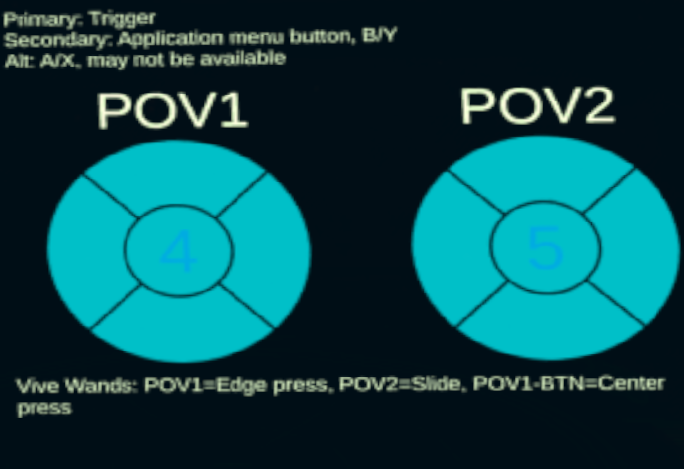 Primary: Trigger
Secondary: Application menu button, B/Y
Alt: A/X, may not be available
POV1
POV2
4
5
Vive Wands: POV1=Edge press, POV2=Slide, POV1-BTN=Center
press